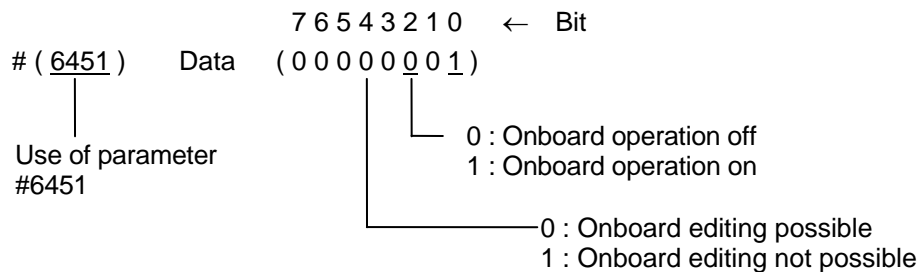 7 6 5 4 3 2 1 0 ← Bit
# ( 6451 ) Data ( 0 0 0 0 0 0 0 1 )
Use of parameter
#6451
0 : Onboard operation off
1 : Onboard operation on
0 : Onboard editing possible
1 : Onboard editing not possible